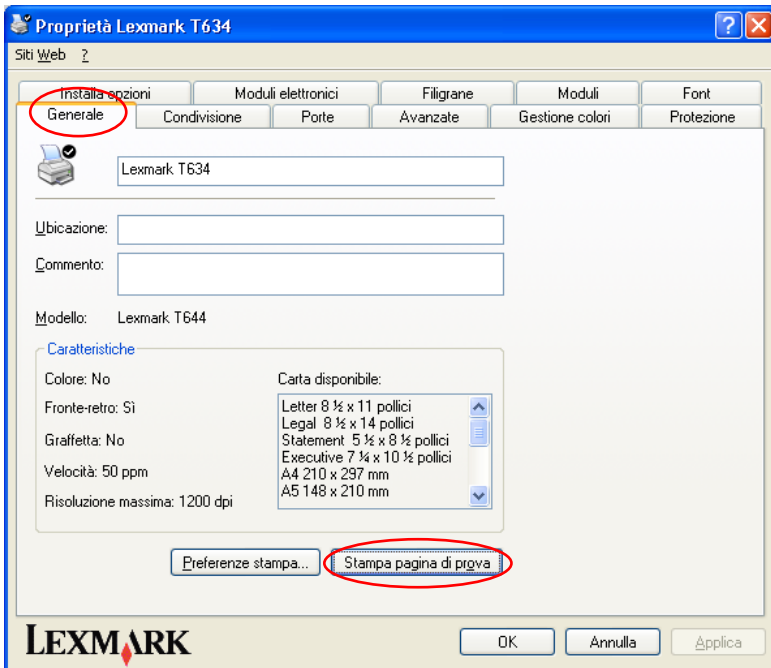 Proprietà Lexmark T634
?
Siti Web ?
Installa opzioni Moduli elettronici Filigrane Moduli Font
Generale Condivisione Porte Avanzate Gestione colori Protezione
Lexmark T634
Ubicazione:
Commento:
Modello: Lexmark T644
Caratteristiche
Colore: No
Fronte-retro: Sì
Graffetta: No
Velocità: 50 ppm
Risoluzione massima: 1200 dpi
Carta disponibile:
Letter 8 ½ x 11 pollici
Legal 8 ½ x 14 pollici
Statement 5 ½ x 8 ½ pollici
Executive 7 ¼ x 10 ½ pollici
A4 210 x 297 mm
A5 148 x 210 mm
Preferenze stampa... Stampa pagina di prova
LEXMARK
OK Annulla Applica